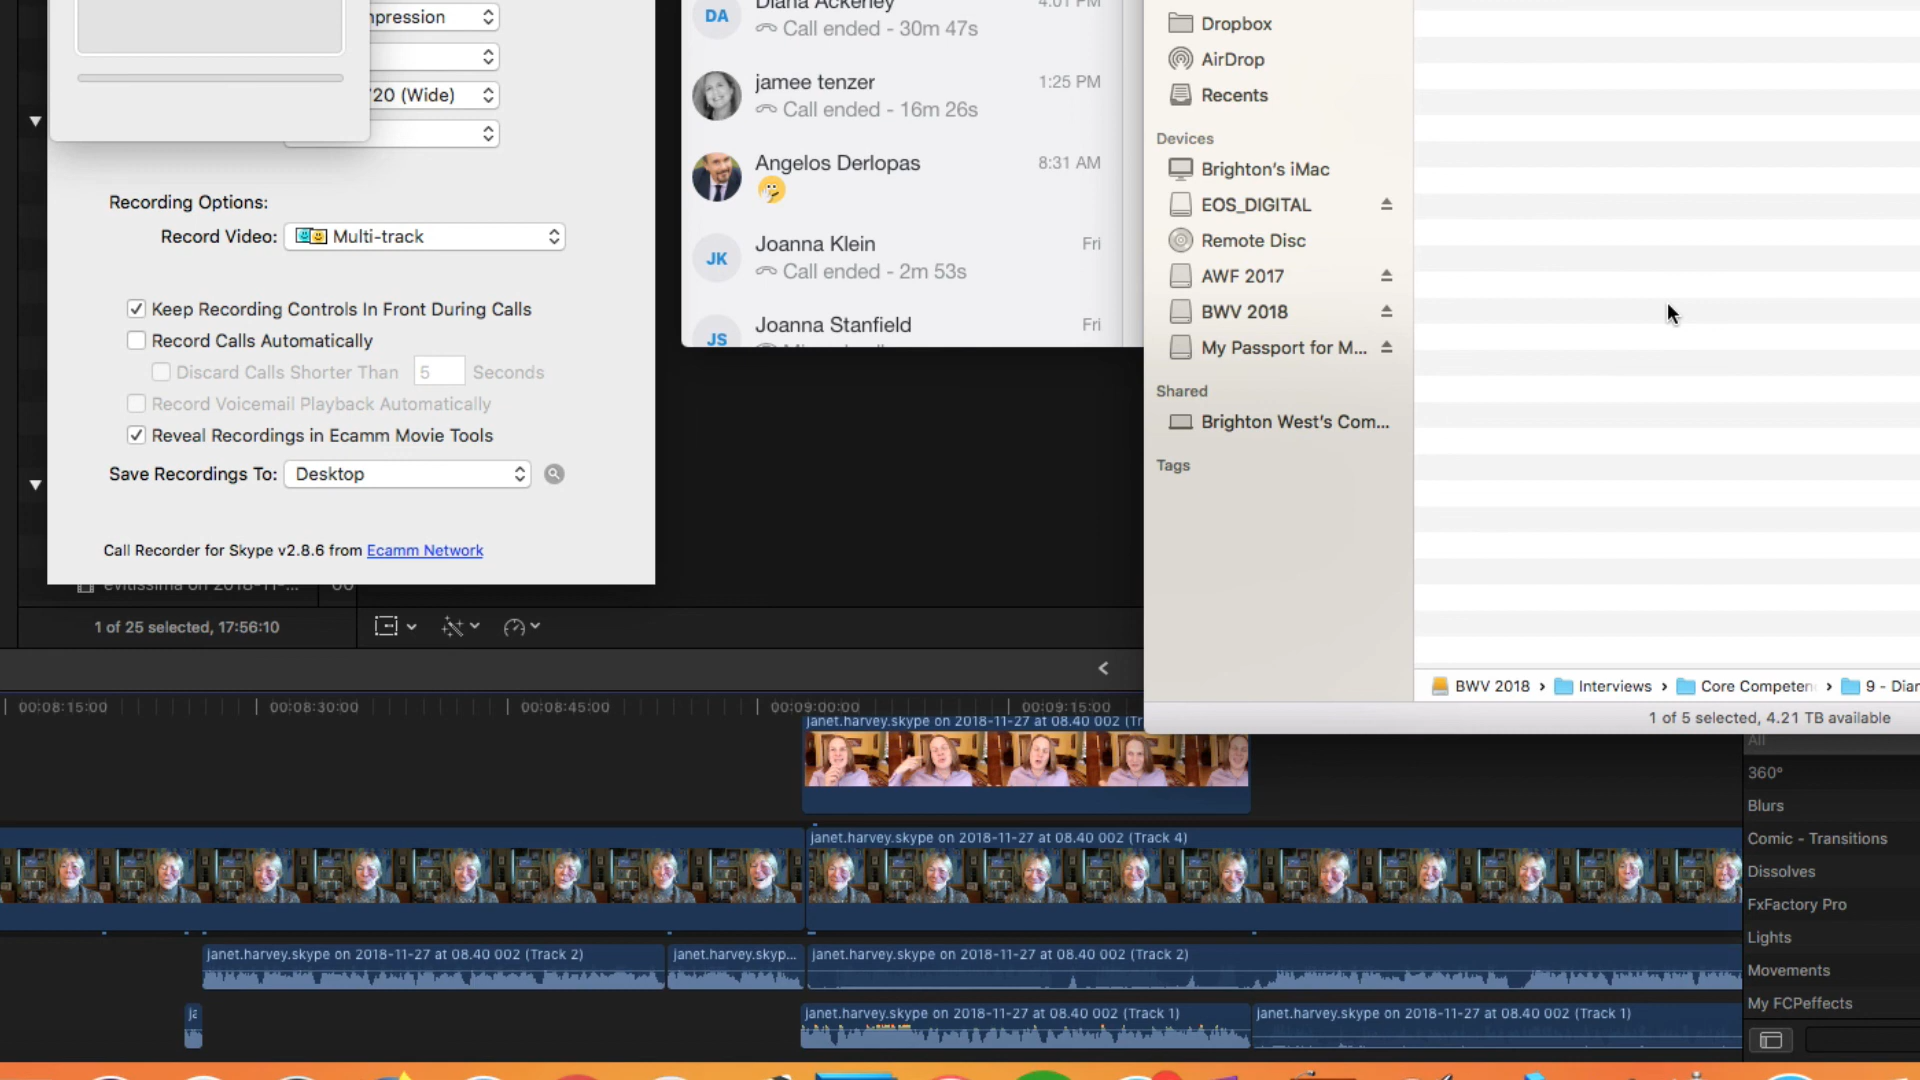 mpression
20 (Wide)
Recording Options:
Record Video: Multi-track
Keep Recording Controls In Front During Calls
Record Calls Automatically
Discard Calls Shorter Than 5 Seconds
Record Voicemail Playback Automatically
Reveal Recordings in Ecamm Movie Tools
Save Recordings To: Desktop
Call Recorder for Skype v2.8.6 from Ecamm Network
1 of 25 selected, 17:56:10
DA Diana Ackerley 4:01 PM
Call ended - 30m 47s
jamee tenzer 1:25 PM
Call ended - 16m 26s
Angelos Derlopas 8:31 AM
JK Joanna Klein Fri
Call ended - 2m 53s
JS Joanna Stanfield Fri
Dropbox
AirDrop
Recents
Devices
Brighton's iMac
EOS_DIGITAL
Remote Disc
AWF 2017
BWV 2018
My Passport for M...
Shared
Brighton West's Com...
Tags
BWV 2018 › Interviews › Core Competen › 9 - Dian
1 of 5 selected, 4.21 TB available
00:08:15:00 00:08:30:00 00:08:45:00 00:09:00:00 00:09:15:00
janet.harvey.skype on 2018-11-27 at 08.40 002 (Tr
janet.harvey.skype on 2018-11-27 at 08.40 002 (Track 4)
janet.harvey.skype on 2018-11-27 at 08.40 002 (Track 2) janet.harvey.skyp... janet.harvey.skype on 2018-11-27 at 08.40 002 (Track 2)
ja janet.harvey.skype on 2018-11-27 at 08.40 002 (Track 1) janet.harvey.skype on 2018-11-27 at 08.40 002 (Track 1)
All
360°
Blurs
Comic - Transitions
Dissolves
FxFactory Pro
Lights
Movements
My FCPeffects